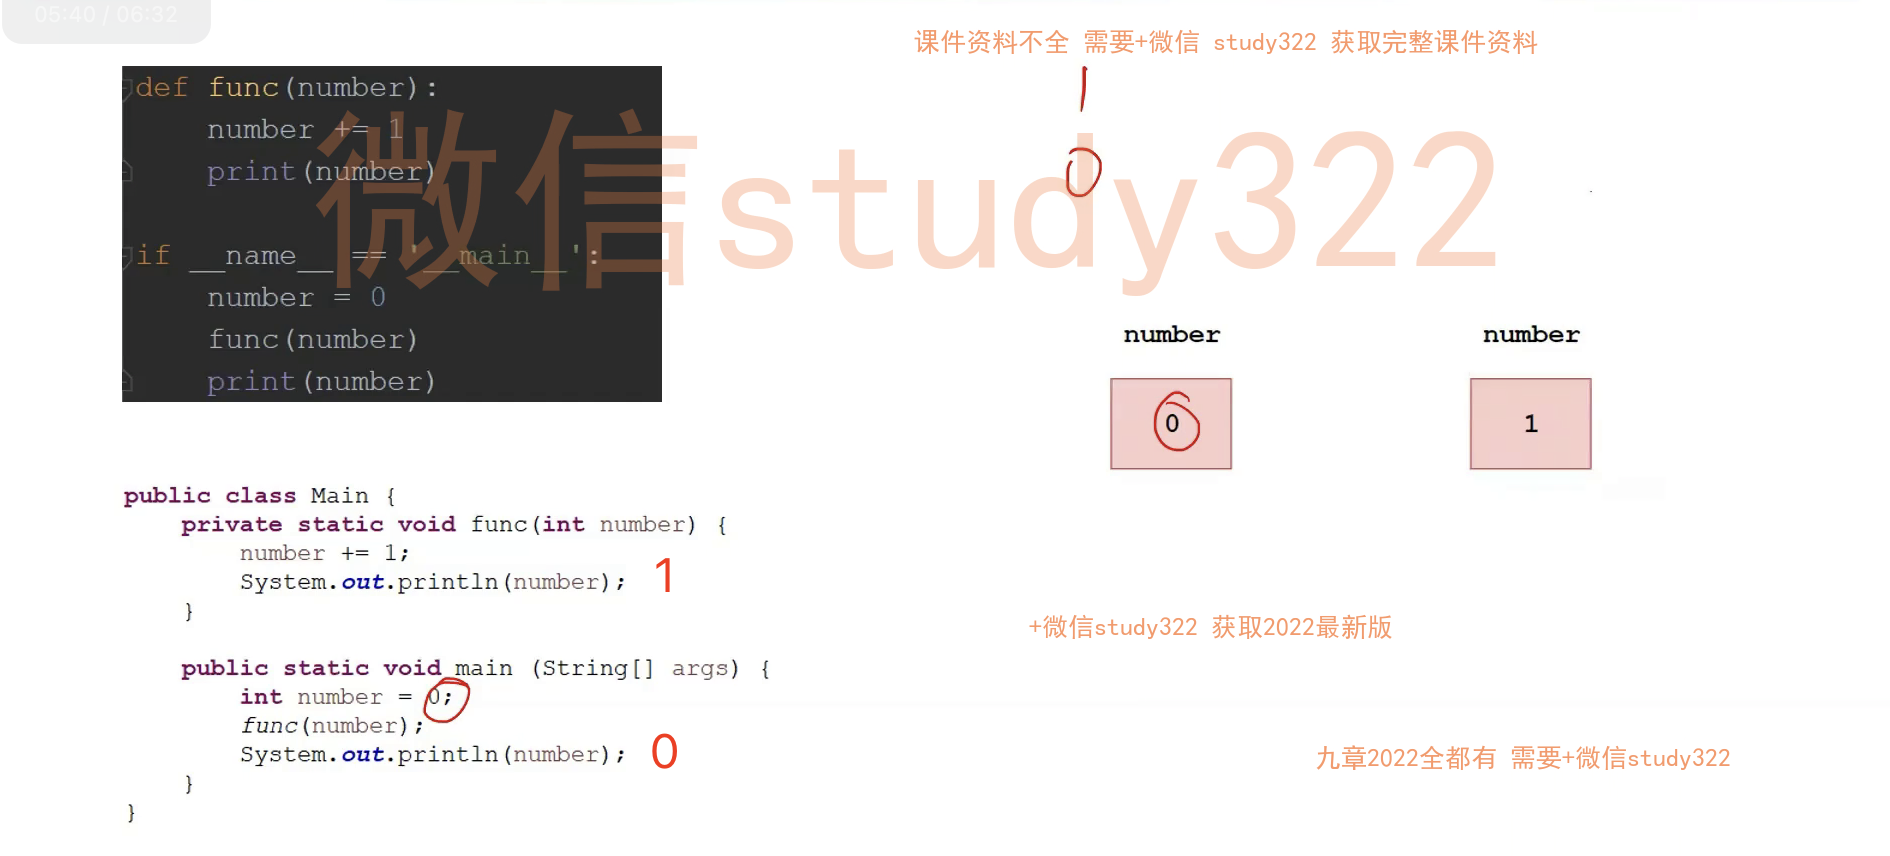 05:40 / 06:32
课件资料不全 需要+微信 study322 获取完整课件资料
def func(number):
    number += 1
    print(number)
if __name__ == '__main__':
    number = 0
    func(number)
    print(number)
微信study322
1
0
number number
0 1
public class Main {
    private static void func(int number) {
        number += 1;
        System.out.println(number); 1
    }
    public static void main (String[] args) {
        int number = 0;
        func(number);
        System.out.println(number); 0
    }
}
+微信study322 获取2022最新版
九章2022全都有 需要+微信study322